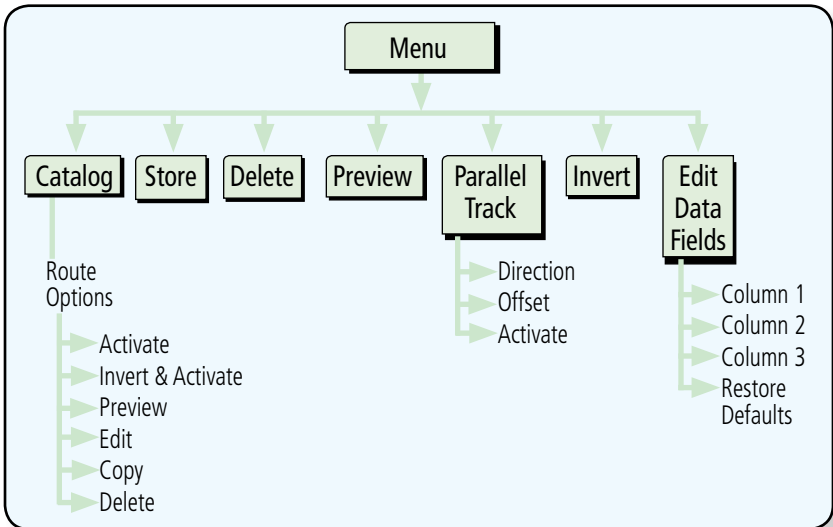 Menu
Catalog
Store
Delete
Preview
Parallel
Track
Invert
Edit
Data
Fields
Route
Options
Activate
Invert & Activate
Preview
Edit
Copy
Delete
Direction
Offset
Activate
Column 1
Column 2
Column 3
Restore
Defaults